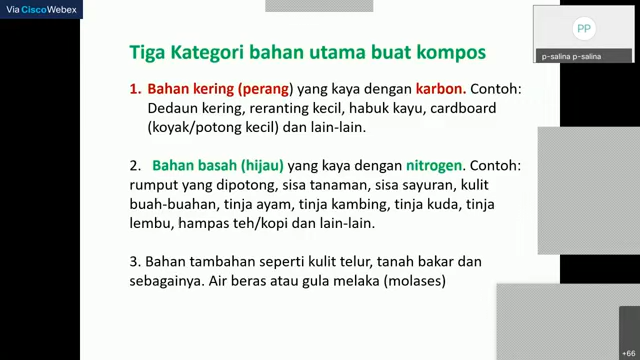 Via Cisco Webex
Tiga Kategori bahan utama buat kompos
PP
p-salina p-salina
1. Bahan kering (perang) yang kaya dengan karbon. Contoh:
Dedaun kering, reranting kecil, habuk kayu, cardboard
(koyak/potong kecil) dan lain-lain.
2. Bahan basah (hijau) yang kaya dengan nitrogen. Contoh:
rumput yang dipotong, sisa tanaman, sisa sayuran, kulit
buah-buahan, tinja ayam, tinja kambing, tinja kuda, tinja
lembu, hampas teh/kopi dan lain-lain.
3. Bahan tambahan seperti kulit telur, tanah bakar dan
sebagainya. Air beras atau gula melaka (molases)
+66